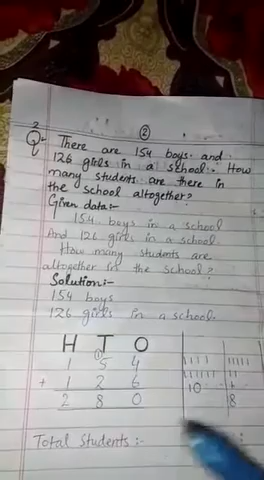 ②
Q2:- There are 154 boys. and
126 girls in a school. How
many students are there in
the school altogether?
Given data:-
154 boys in a school
And 126 girls in a school
How many students are
altogether in the school?
Solution:-
154 boys
126 girls in a school.
H T O
①
1 5 4
+ 1 2 6
2 8 0
10
8
Total Students:-